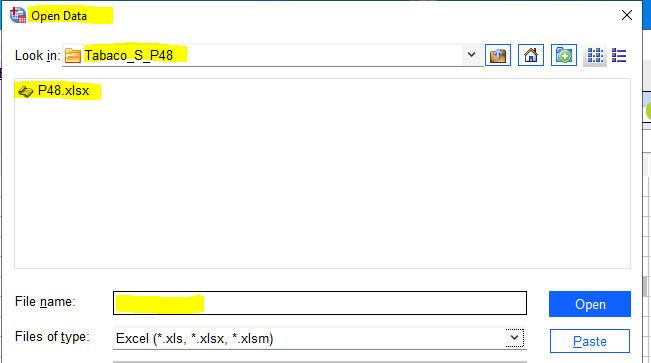 Open Data
Look in: Tabaco_S_P48
P48.xlsx
File name: Open
Files of type: Excel (*.xls, *.xlsx, *.xlsm) Paste